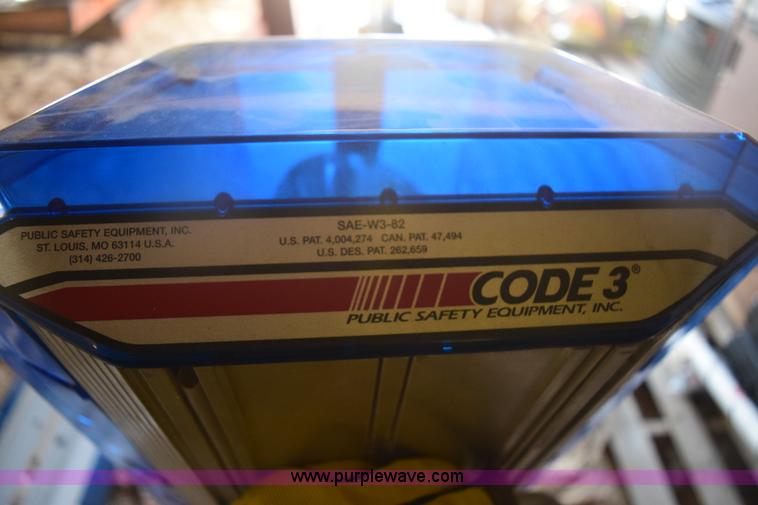 PUBLIC SAFETY EQUIPMENT, INC.
ST. LOUIS, MO 63114 U.S.A.
(314) 426-2700
SAE-W3-82
U.S. PAT. 4,004,274 CAN. PAT. 47,494
U.S. DES. PAT. 262,659
CODE 3®
PUBLIC SAFETY EQUIPMENT, INC.
www.purplewave.com